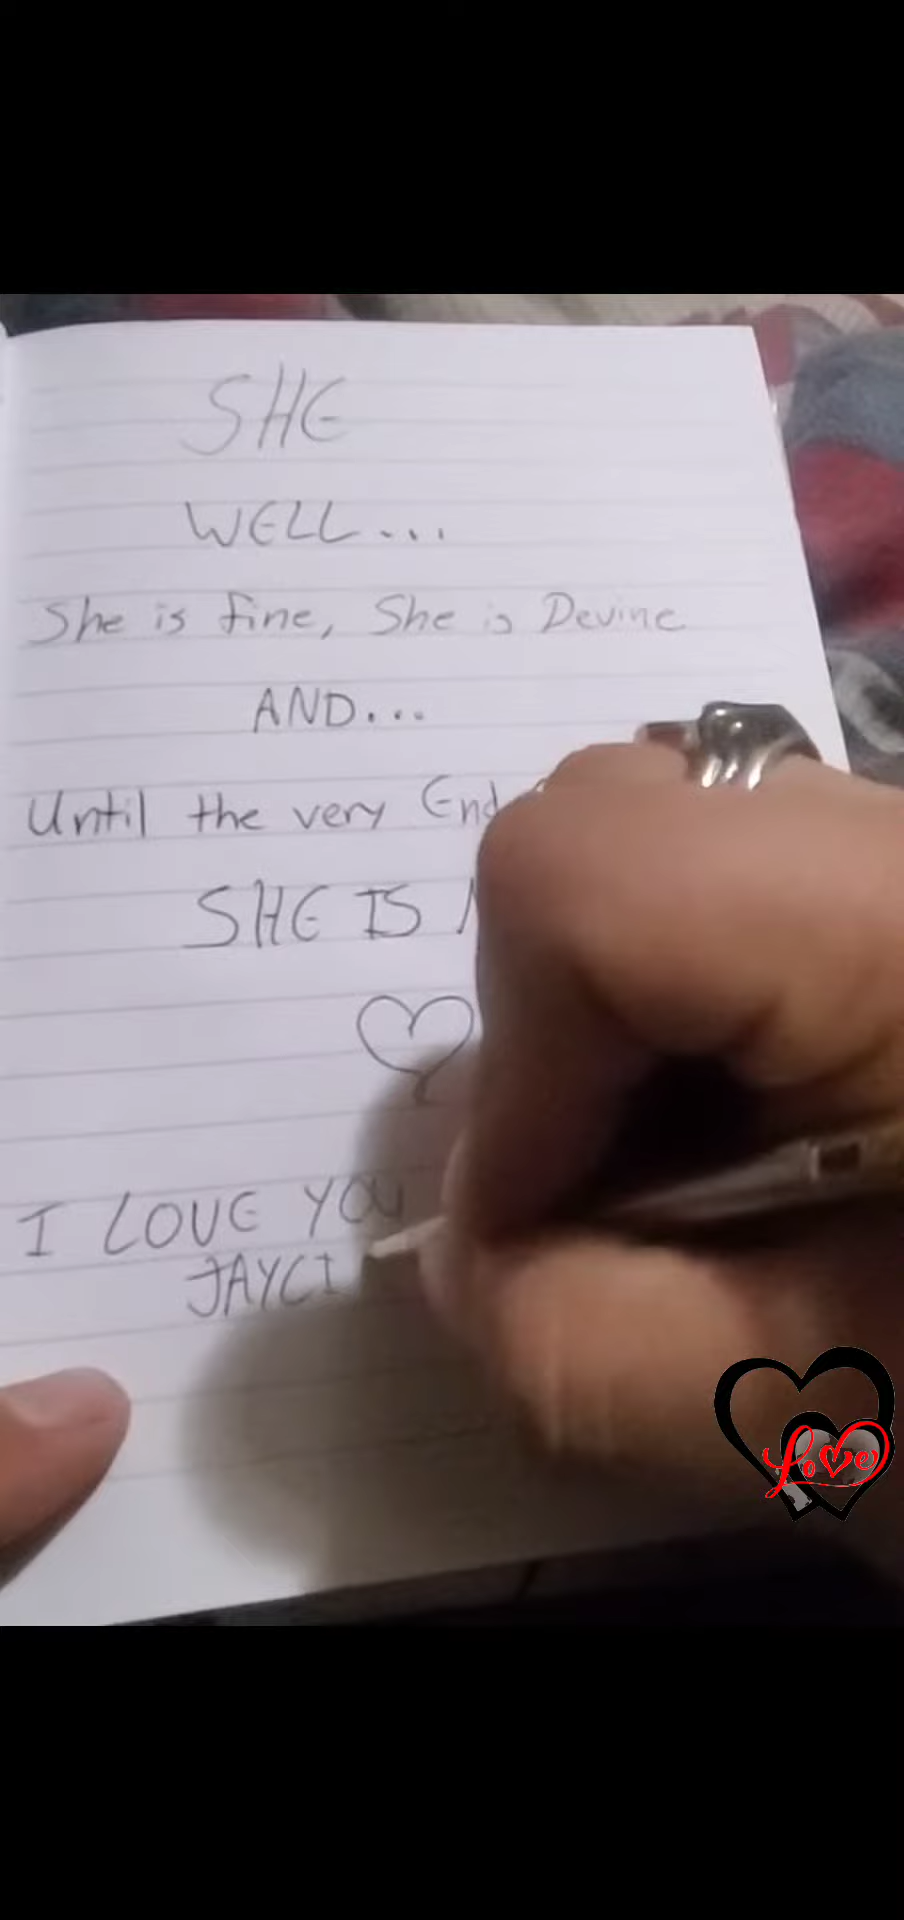 SHE
WELL...
She is fine, She is Devine
AND...
Until the very End
SHE IS
I LOVE YOU
JAYCI
Love